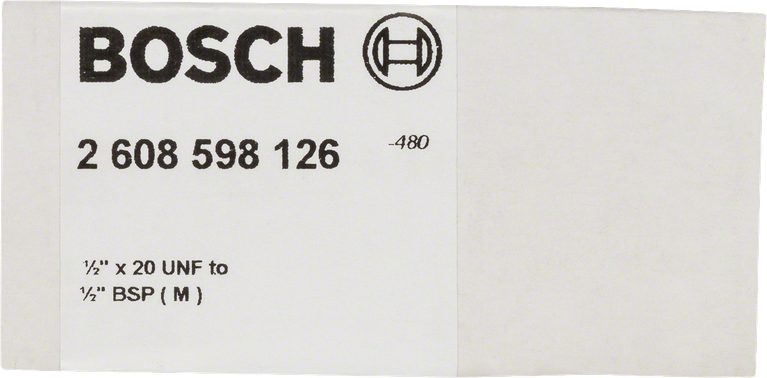 BOSCH
2 608 598 126 -480
½" x 20 UNF to
½" BSP ( M )